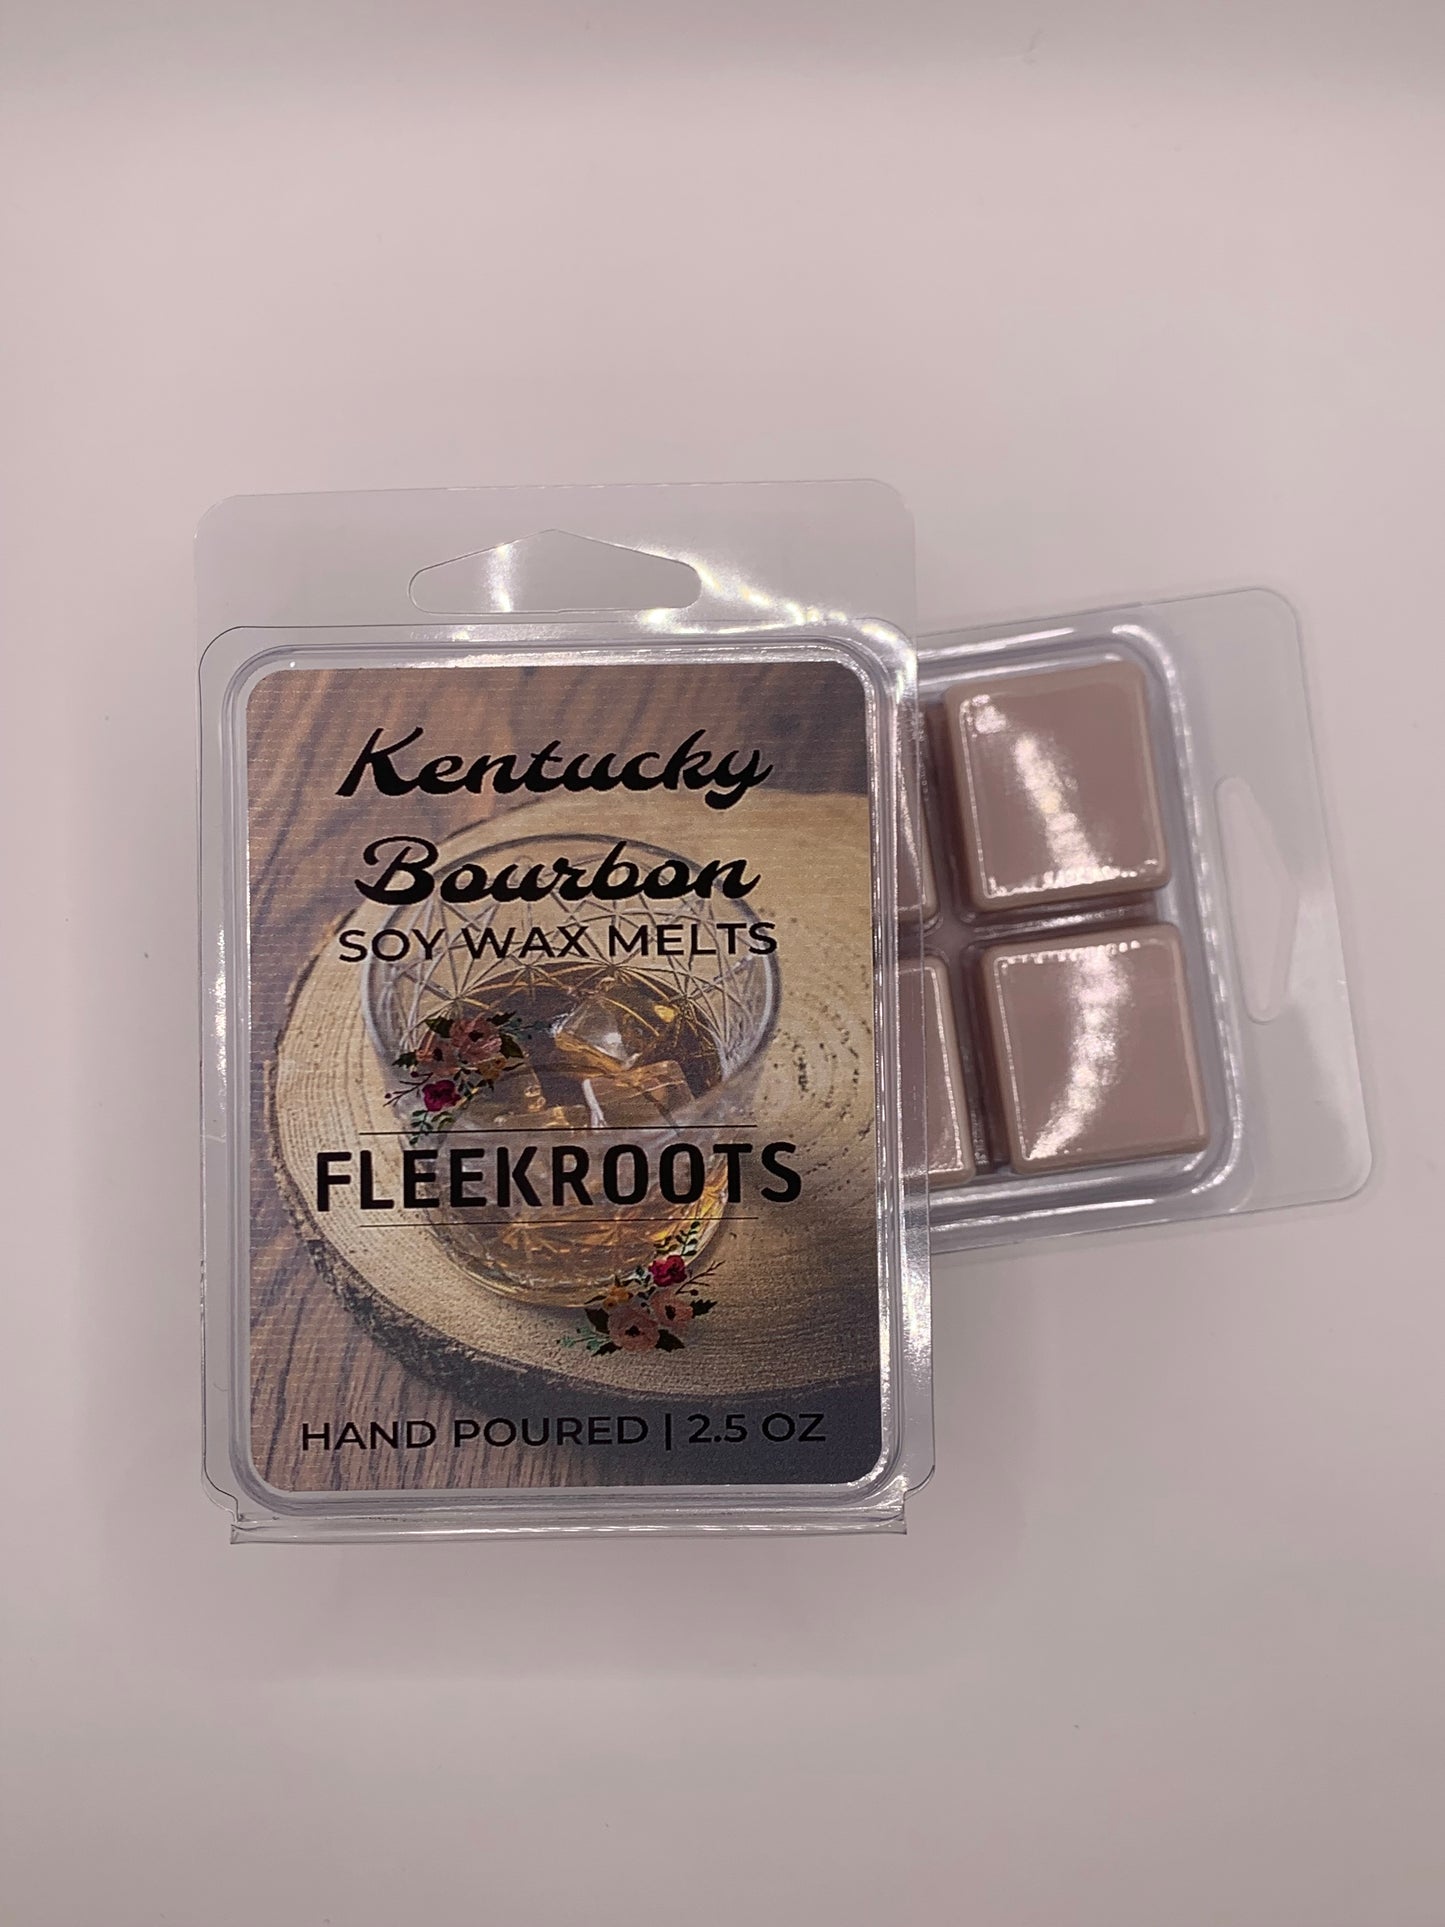 Kentucky
Bourbon
SOY WAX MELTS
FLEEKROOTS
HAND POURED | 2.5 OZ